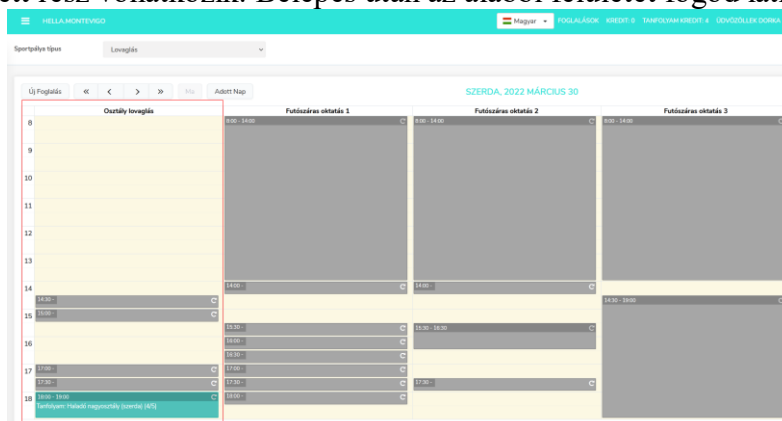 ett rész vonatkozik. Belépés után az alábbi felületet fogod lát
HELLA.MONTEVIGO
Magyar
FOGLALÁSOK
KREDIT: 0
TANFOLYAM KREDIT: 4
ÜDVÖZÖLLEK DORKA
Sportpálya típus
Lovaglás
Új Foglalás
Ma
Adott Nap
SZERDA, 2022 MÁRCIUS 30
Osztály lovaglás
Futószáras oktatás 1
Futószáras oktatás 2
Futószáras oktatás 3
8
8:00 - 14:00
8:00 - 14:00
8:00 - 14:00
9
10
11
12
13
14
14:00 -
14:00 -
14:30 -
14:30 - 19:00
15
15:00 -
15:30 -
15:30 - 16:30
16
16:00 -
16:30 -
17
17:00 -
17:00 -
17:30 -
17:30 -
17:30 -
18
18:00 - 19:00
18:00 -
Tanfolyam: Haladó nagyosztály (szerda) (4/5)